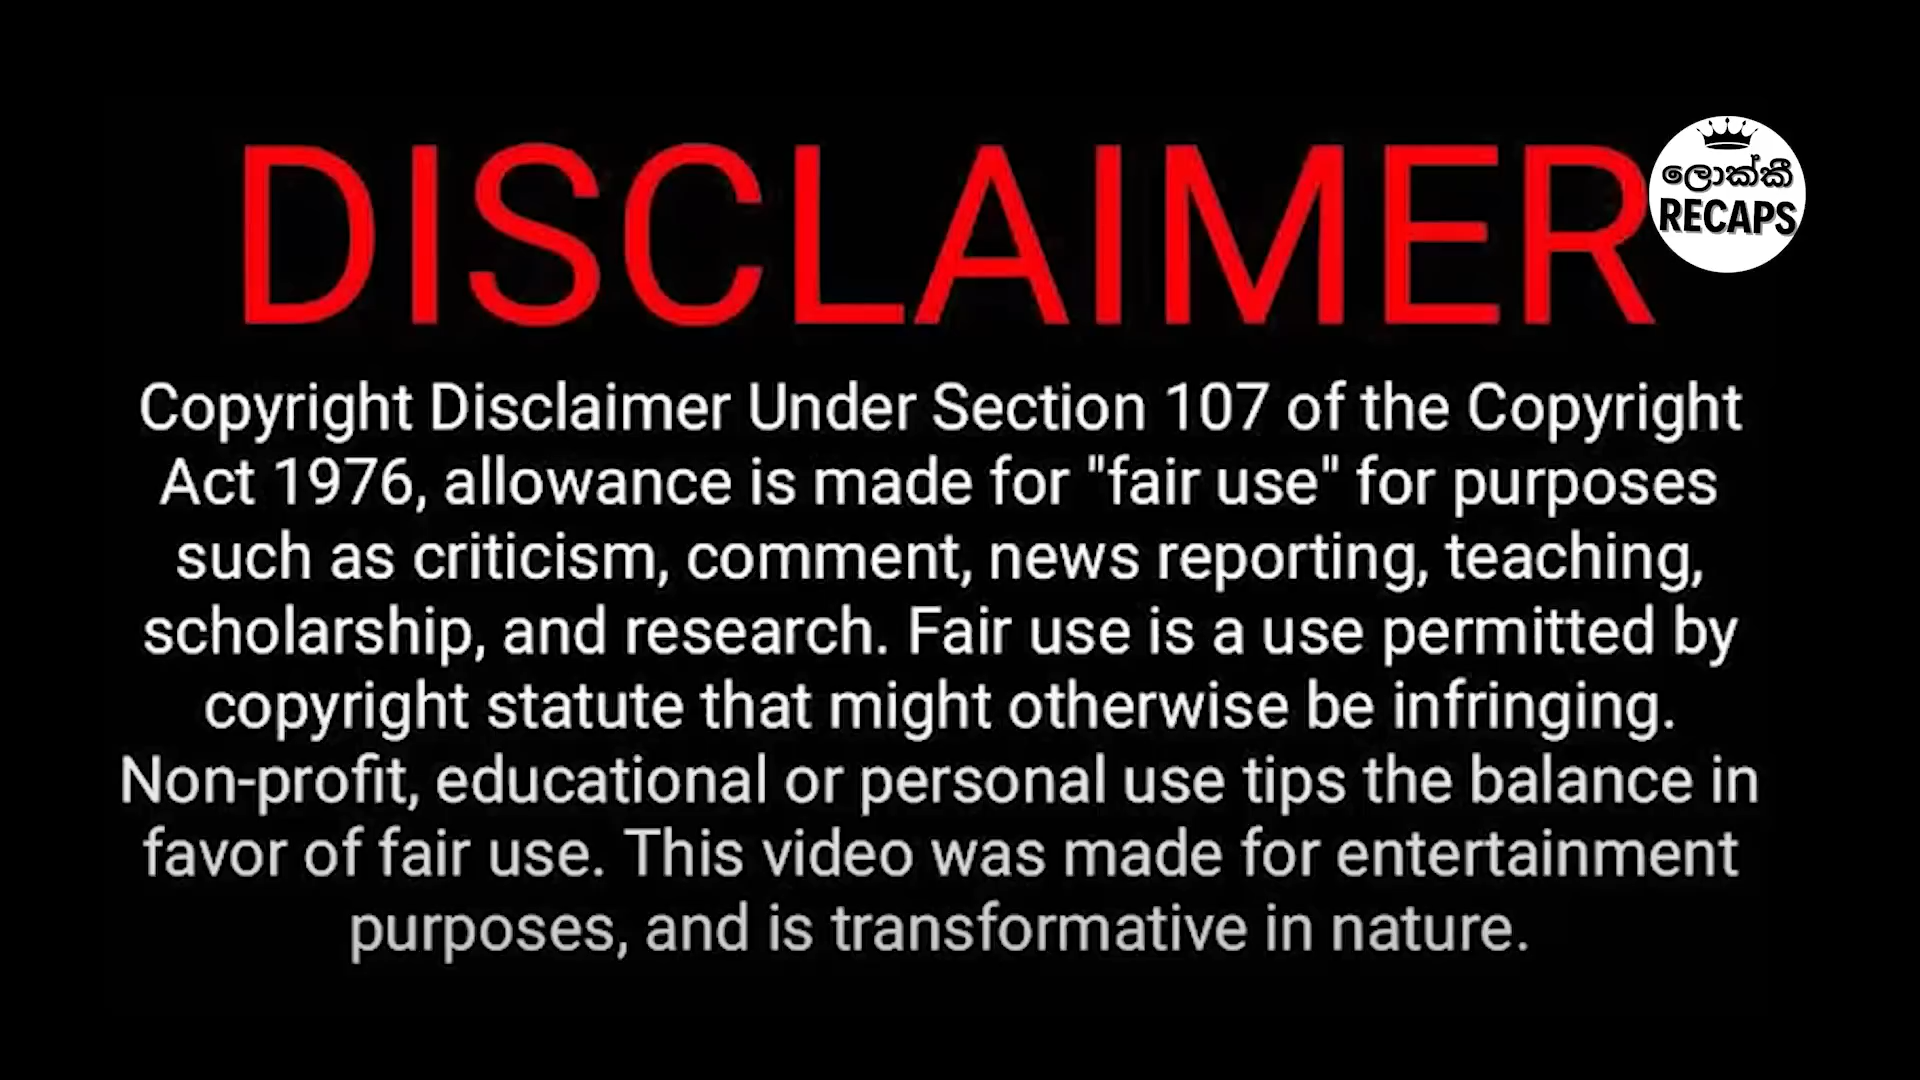 DISCLAIMER
ලොක්කී
RECAPS
Copyright Disclaimer Under Section 107 of the Copyright
Act 1976, allowance is made for "fair use" for purposes
such as criticism, comment, news reporting, teaching,
scholarship, and research. Fair use is a use permitted by
copyright statute that might otherwise be infringing.
Non-profit, educational or personal use tips the balance in
favor of fair use. This video was made for entertainment
purposes, and is transformative in nature.